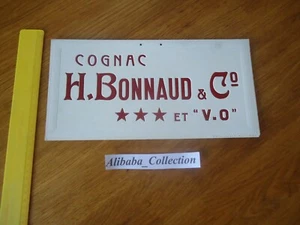 COGNAC
H. BONNAUD & Cº
★★★ ET "V.O"
Alibaba_Collection